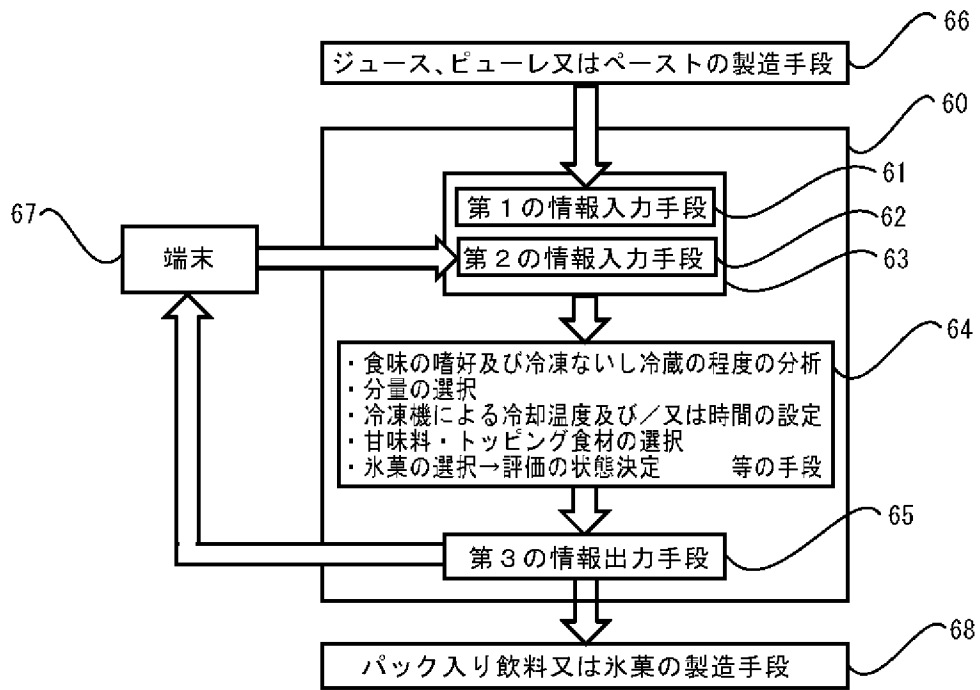 66
ジュース、ピューレ又はペーストの製造手段
60
61
第１の情報入力手段
67
62
端末
第２の情報入力手段
63
64
・食味の嗜好及び冷凍ないし冷蔵の程度の分析
・分量の選択
・冷凍機による冷却温度及び／又は時間の設定
・甘味料・トッピング食材の選択
・氷菓の選択→評価の状態決定　　　等の手段
65
第３の情報出力手段
68
パック入り飲料又は氷菓の製造手段